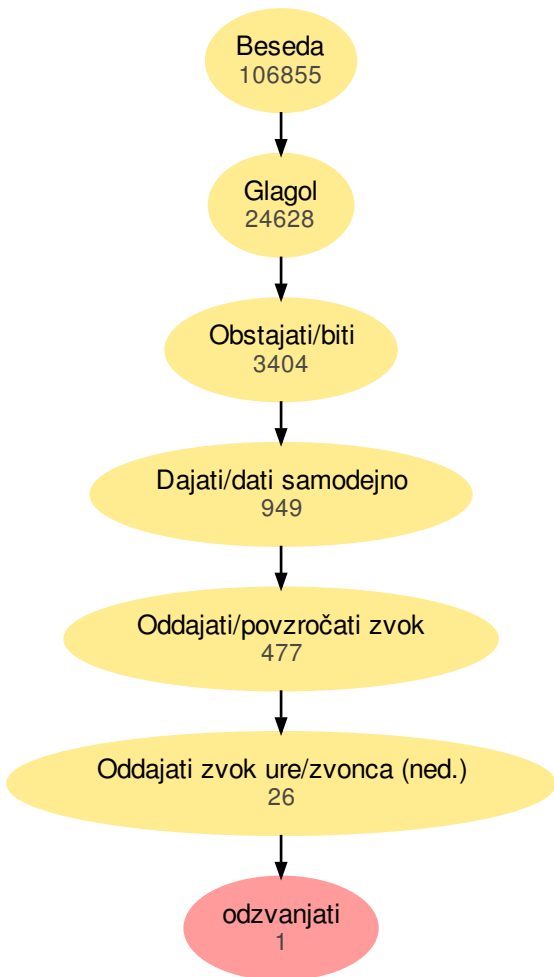 Beseda
106855
Glagol
24628
Obstajati/biti
3404
Dajati/dati samodejno
949
Oddajati/povzročati zvok
477
Oddajati zvok ure/zvonca (ned.)
26
odzvanjati
1